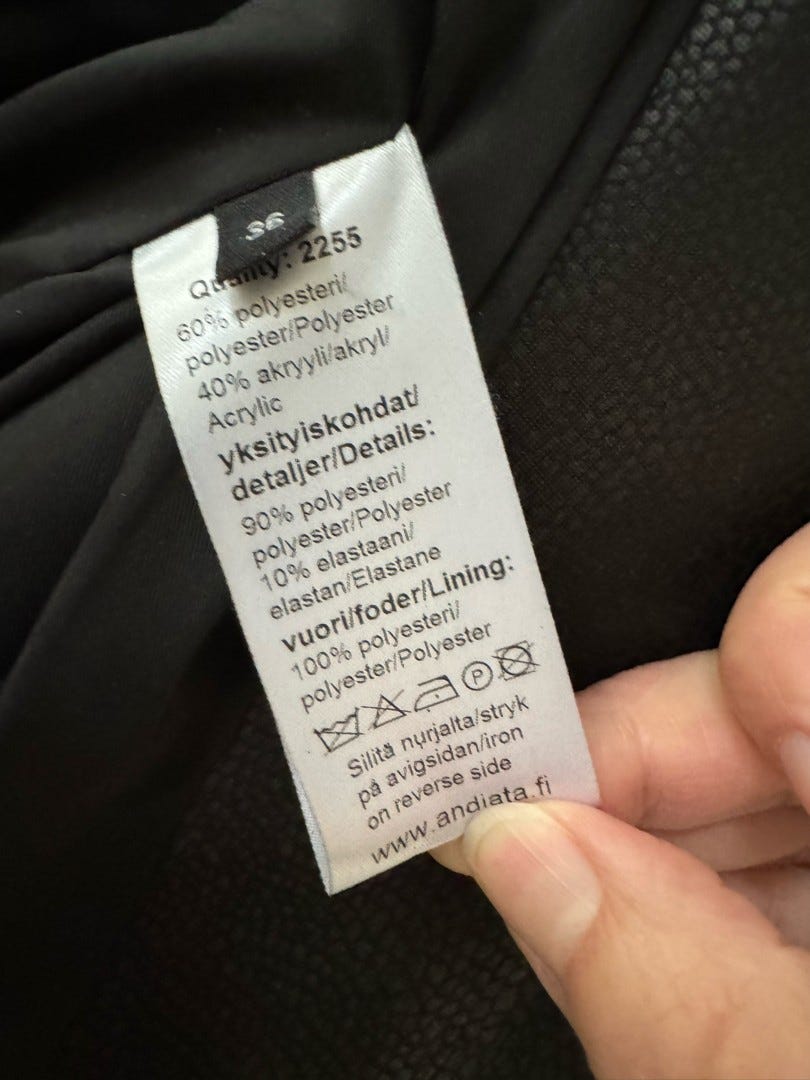 36
Quality: 2255
60% polyesteri/
polyester/Polyester
40% akryyli/akryl/
Acrylic
yksityiskohdat/
detaljer/Details:
90% polyesteri/
polyester/Polyester
10% elastaani/
elastan/Elastane
vuori/foder/Lining:
100% polyesteri/
polyester/Polyester
P
Silitä nurjalta/stryk
på avigsidan/iron
on reverse side
www.andiata.fi